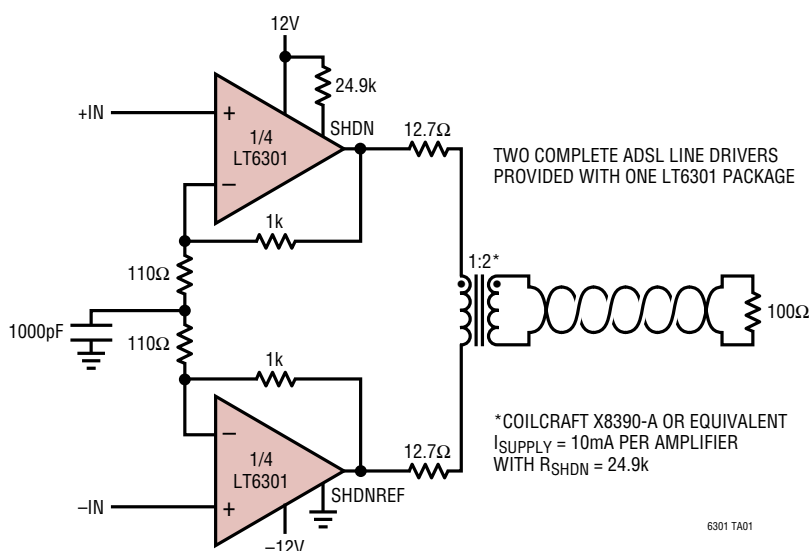 12V
24.9k
+IN
+
SHDN
12.7Ω
1/4
LT6301
–
TWO COMPLETE ADSL LINE DRIVERS
PROVIDED WITH ONE LT6301 PACKAGE
1k
110Ω
1:2*
1000pF
110Ω
100Ω
1k
–
*COILCRAFT X8390-A OR EQUIVALENT
ISUPPLY = 10mA PER AMPLIFIER
WITH RSHDN = 24.9k
1/4
LT6301
12.7Ω
SHDNREF
–IN
+
–12V
6301 TA01